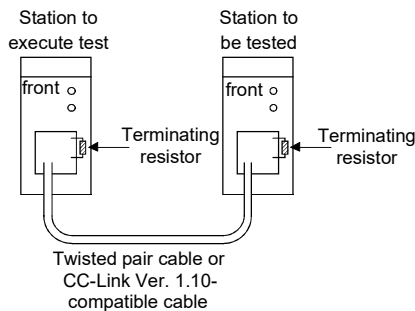 Station to
execute test
Station to
be tested
front
front
Terminating
resistor
Terminating
resistor
Twisted pair cable or
CC-Link Ver. 1.10-
compatible cable